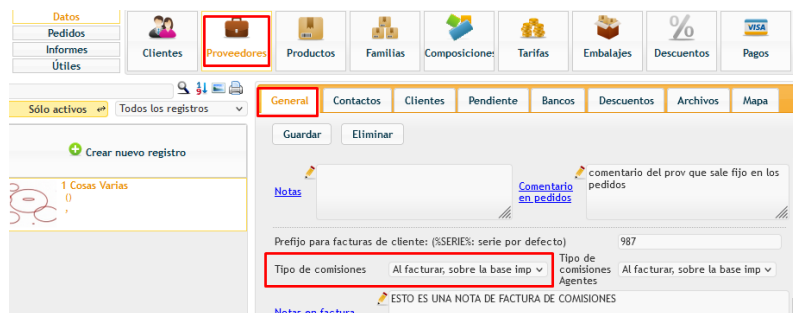 Datos
Pedidos
Informes
Útiles
Clientes
Proveedores
Productos
Familias
Composiciones
Tarifas
Embalajes
%
Descuentos
VISA
Pagos
Sólo activos
Todos los registros
Crear nuevo registro
1 Cosas Varias
()
,
General
Contactos
Clientes
Pendiente
Bancos
Descuentos
Archivos
Mapa
Guardar
Eliminar
Notas
Comentario
en pedidos
comentario del prov que sale fijo en los
pedidos
Prefijo para facturas de cliente: (%SERIE%: serie por defecto)
987
Tipo de comisiones
Al facturar, sobre la base imp
Tipo
de
comisiones
Agentes
Al facturar, sobre la base imp
Notas en factura
ESTO ES UNA NOTA DE FACTURA DE COMISIONES